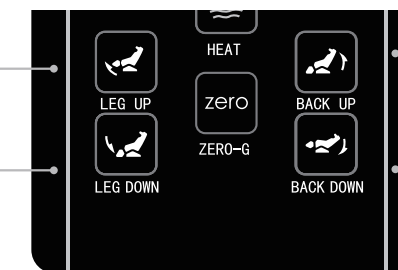 HEAT
LEG UP
zero
BACK UP
ZERO-G
LEG DOWN
BACK DOWN